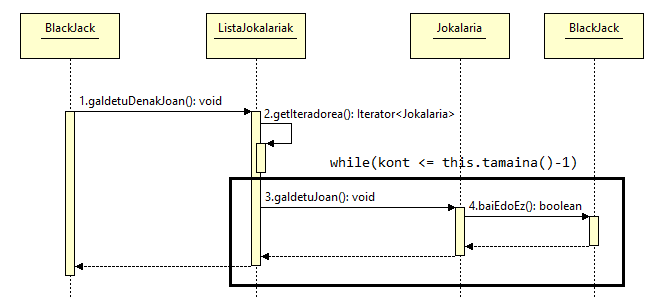 BlackJack
ListaJokalariak
Jokalaria
BlackJack
1.galdetuDenakJoan(): void
2.getIteradorea(): Iterator<Jokalaria>
while(kont <= this.tamaina()-1)
3.galdetuJoan(): void
4.baiEdoEz(): boolean